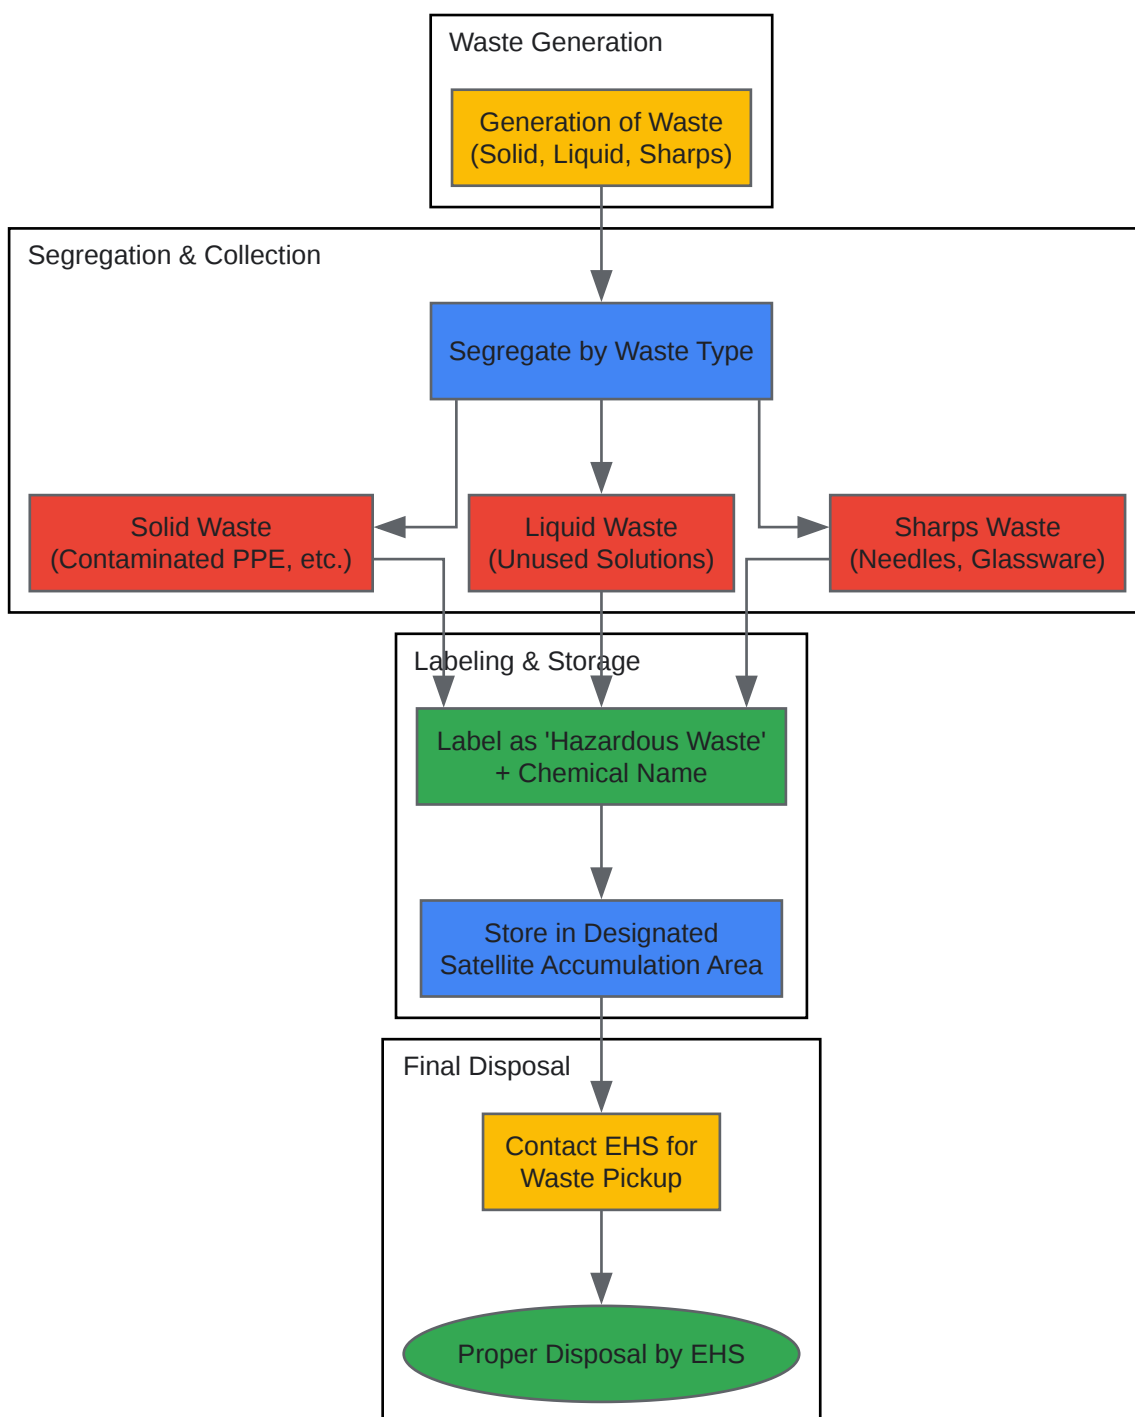 Waste Generation
Generation of Waste
(Solid, Liquid, Sharps)
Segregation & Collection
Segregate by Waste Type
Solid Waste
(Contaminated PPE, etc.)
Liquid Waste
(Unused Solutions)
Sharps Waste
(Needles, Glassware)
Labeling & Storage
Label as 'Hazardous Waste'
+ Chemical Name
Store in Designated
Satellite Accumulation Area
Final Disposal
Contact EHS for
Waste Pickup
Proper Disposal by EHS